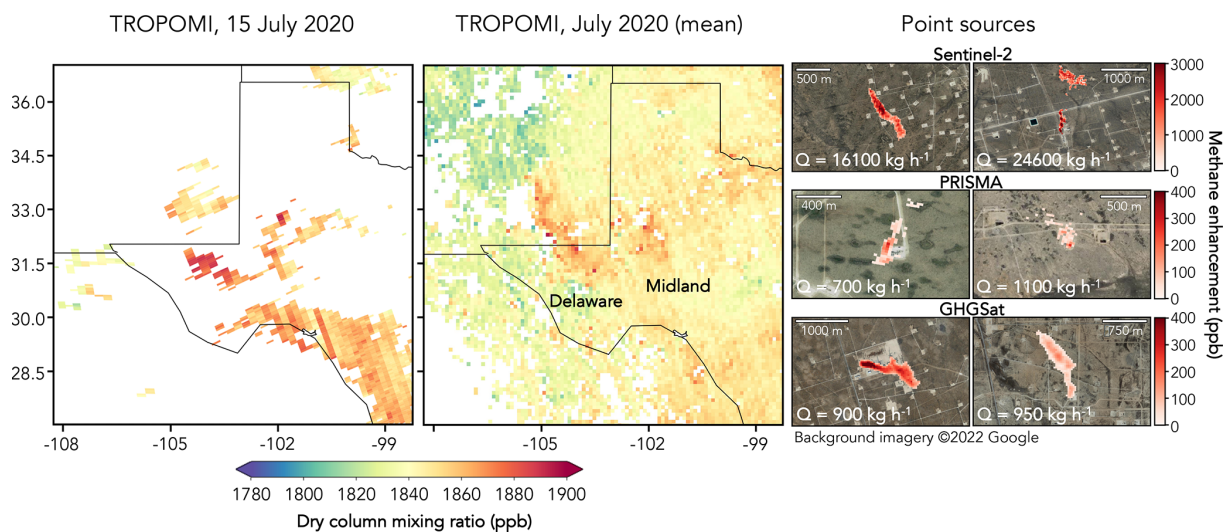 TROPOMI, 15 July 2020
TROPOMI, July 2020 (mean)
Point sources
36.0
34.5
33.0
31.5
30.0
28.5
-108
-105
-102
-99
Delaware
Midland
-105
-102
-99
1780
1800
1820
1840
1860
1880
1900
Dry column mixing ratio (ppb)
Sentinel-2
500 m
Q = 16100 kg h⁻¹
1000 m
Q = 24600 kg h⁻¹
PRISMA
400 m
Q = 700 kg h⁻¹
500 m
Q = 1100 kg h⁻¹
GHGSat
1000 m
Q = 900 kg h⁻¹
750 m
Q = 950 kg h⁻¹
Background imagery ©2022 Google
3000
2000
1000
0
400
300
200
100
0
400
300
200
100
0
Methane enhancement (ppb)